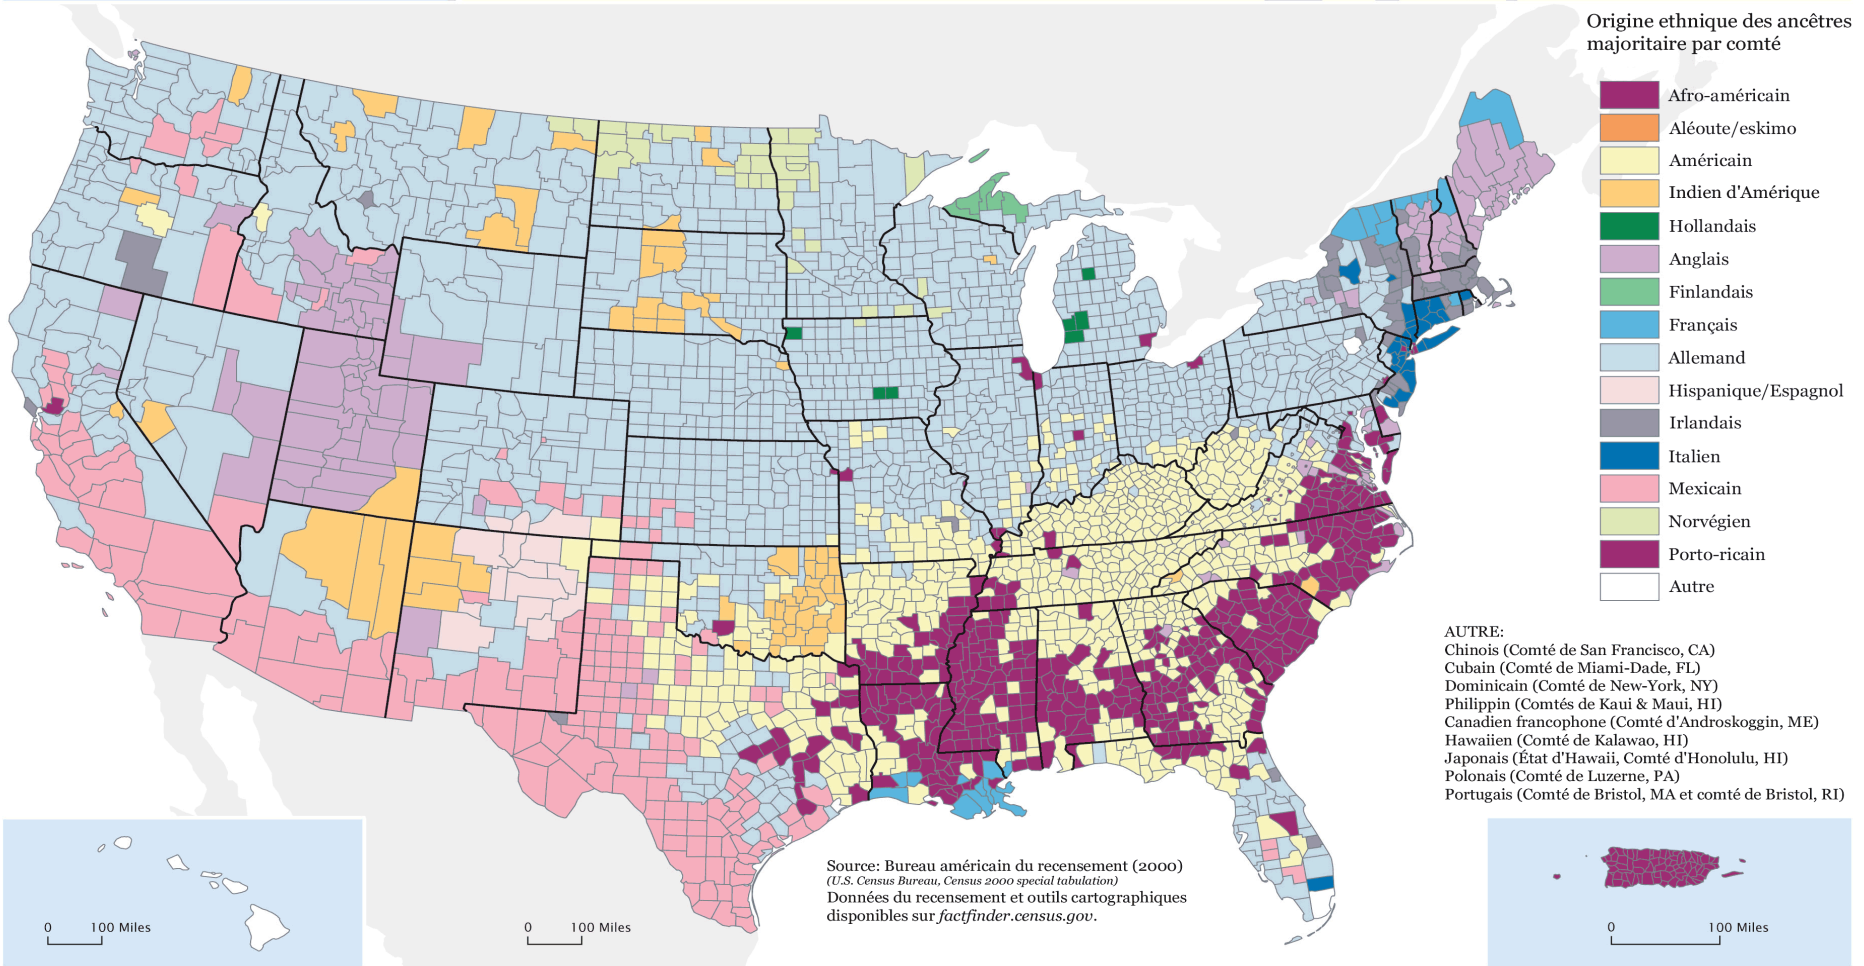 Origine ethnique des ancêtres
majoritaire par comté
Afro-américain
Aléoute/eskimo
Américain
Indien d'Amérique
Hollandais
Anglais
Finlandais
Français
Allemand
Hispanique/Espagnol
Irlandais
Italien
Mexicain
Norvégien
Porto-ricain
Autre
AUTRE:
Chinois (Comté de San Francisco, CA)
Cubain (Comté de Miami-Dade, FL)
Dominicain (Comté de New-York, NY)
Philippin (Comtés de Kaui & Maui, HI)
Canadien francophone (Comté d'Androskoggin, ME)
Hawaiien (Comté de Kalawao, HI)
Japonais (État d'Hawaii, Comté d'Honolulu, HI)
Polonais (Comté de Luzerne, PA)
Portugais (Comté de Bristol, MA et comté de Bristol, RI)
Source: Bureau américain du recensement (2000)
(U.S. Census Bureau, Census 2000 special tabulation)
Données du recensement et outils cartographiques
disponibles sur factfinder.census.gov.
0 100 Miles
0 100 Miles
0 100 Miles